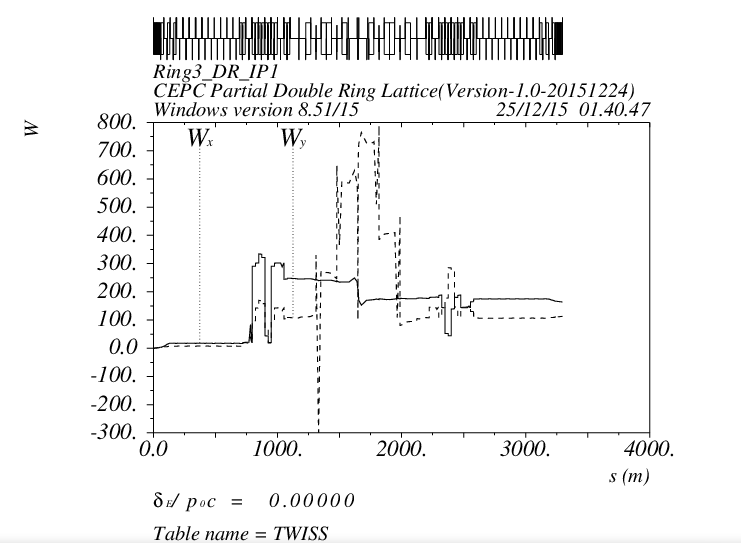 Ring3_DR_IP1
CEPC Partial Double Ring Lattice(Version-1.0-20151224)
Windows version 8.51/15 25/12/15 01.40.47
W
800.
700.
600.
500.
400.
300.
200.
100.
0.0
-100.
-200.
-300.
Wx Wy
0.0 1000. 2000. 3000. 4000.
s (m)
δE/ p0c = 0.00000
Table name = TWISS